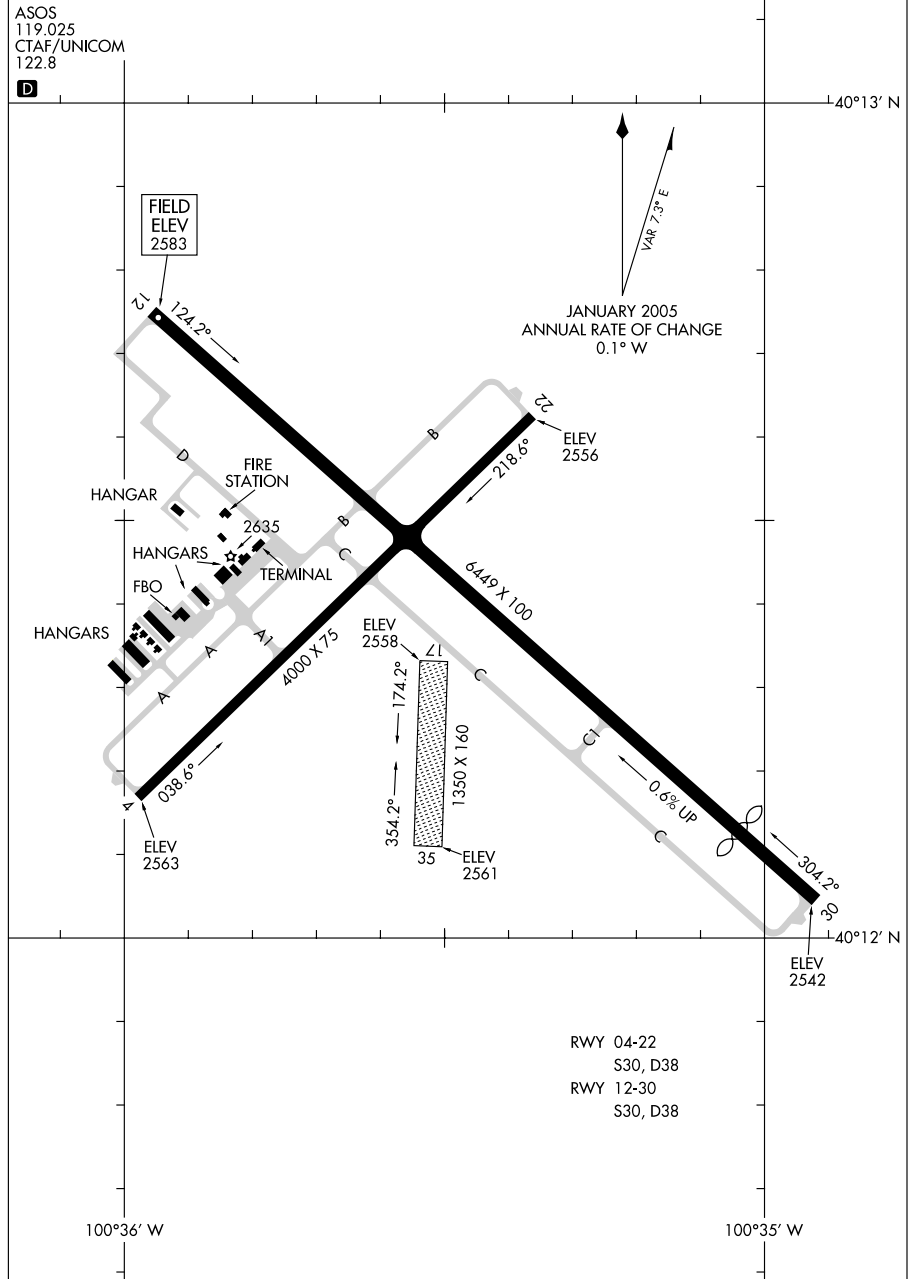 ASOS
119.025
CTAF/UNICOM
122.8
D
40°13' N
FIELD
ELEV
2583
VAR 7.3° E
JANUARY 2005
ANNUAL RATE OF CHANGE
0.1° W
12
124.2°
22
ELEV
2556
218.6°
B
D
FIRE
STATION
HANGAR
B
2635
HANGARS
C
TERMINAL
FBO
6449 X 100
HANGARS
A1
A
4000 X 75
ELEV
2558
17
174.2°
C
A
1350 X 160
C1
038.6°
0.6% UP
4
354.2°
C
ELEV
2563
35
ELEV
2561
304.2°
30
40°12' N
ELEV
2542
RWY 04-22
S30, D38
RWY 12-30
S30, D38
100°36' W
100°35' W